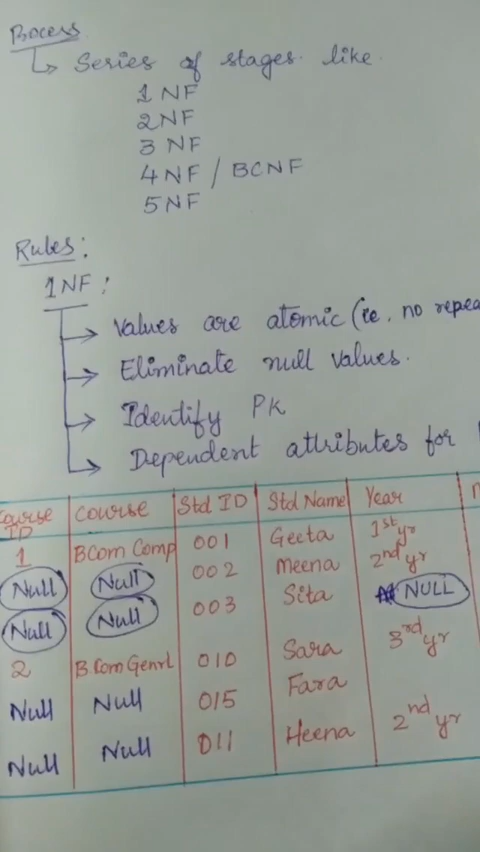 Process
Series of stages like
1 NF
2NF
3 NF
4NF / BCNF
5NF
Rules:
1NF:
Values are atomic (ie. no repea
Eliminate null values.
Identify PK
Dependent attributes for
Course ID Course Std ID Std Name Year
1 BCom Comp 001 Geeta 1st yr
Null Null 002 Meena 2nd yr
Null Null 003 Sita NULL
2 B.Com Genrl 010 Sara 3rd yr
Null Null 015 Fara
Null Null 011 Heena 2nd yr